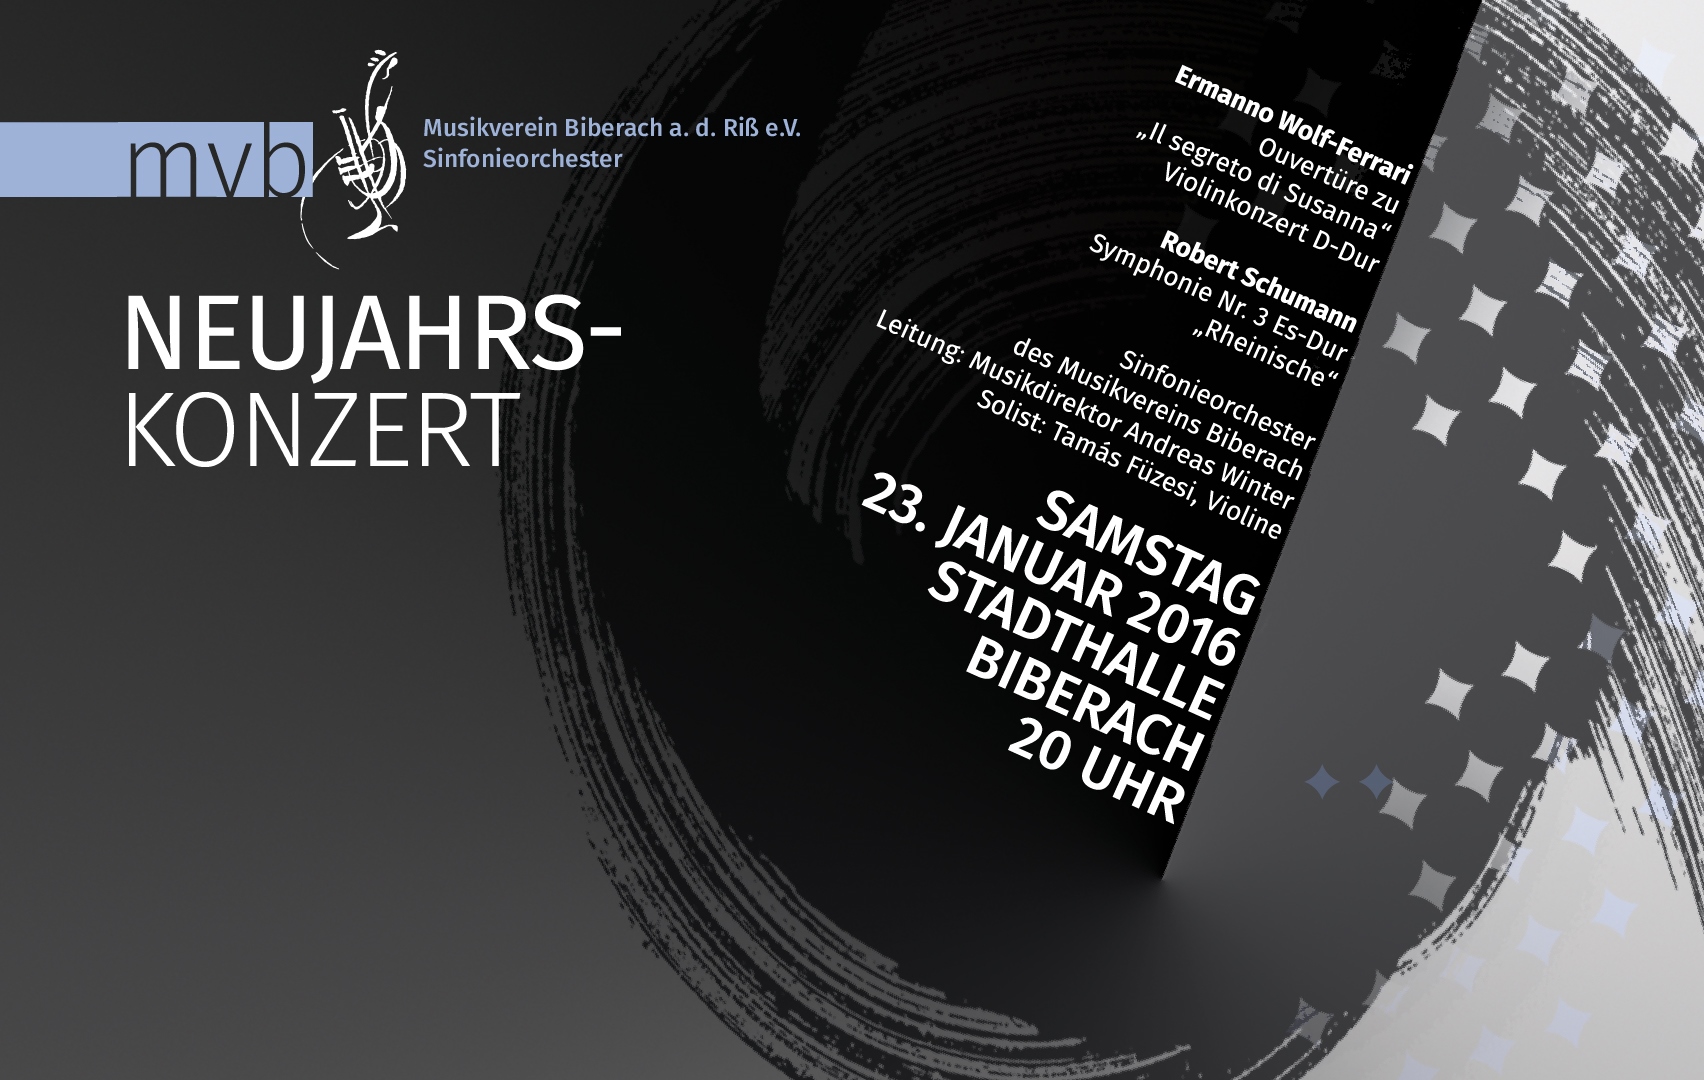 mvb
Musikverein Biberach a. d. Riß e.V.
Sinfonieorchester
NEUJAHRS-
KONZERT
Ermanno Wolf-Ferrari
Ouvertüre zu
„Il segreto di Susanna“
Violinkonzert D-Dur
Robert Schumann
Symphonie Nr. 3 Es-Dur
„Rheinische“
Sinfonieorchester
des Musikvereins Biberach
Leitung: Musikdirektor Andreas Winter
Solist: Tamás Füzesi, Violine
SAMSTAG
23. JANUAR 2016
STADTHALLE
BIBERACH
20 UHR